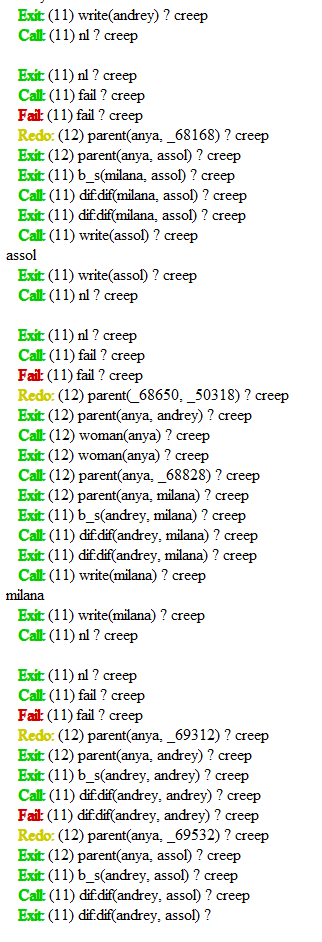 Exit: (11) write(andrey) ? creep
Call: (11) nl ? creep
Exit: (11) nl ? creep
Call: (11) fail ? creep
Fail: (11) fail ? creep
Redo: (12) parent(anya, _68168) ? creep
Exit: (12) parent(anya, assol) ? creep
Exit: (11) b_s(milana, assol) ? creep
Call: (11) dif:dif(milana, assol) ? creep
Exit: (11) dif:dif(milana, assol) ? creep
Call: (11) write(assol) ? creep
assol
Exit: (11) write(assol) ? creep
Call: (11) nl ? creep
Exit: (11) nl ? creep
Call: (11) fail ? creep
Fail: (11) fail ? creep
Redo: (12) parent(_68650, _50318) ? creep
Exit: (12) parent(anya, andrey) ? creep
Call: (12) woman(anya) ? creep
Exit: (12) woman(anya) ? creep
Call: (12) parent(anya, _68828) ? creep
Exit: (12) parent(anya, milana) ? creep
Exit: (11) b_s(andrey, milana) ? creep
Call: (11) dif:dif(andrey, milana) ? creep
Exit: (11) dif:dif(andrey, milana) ? creep
Call: (11) write(milana) ? creep
milana
Exit: (11) write(milana) ? creep
Call: (11) nl ? creep
Exit: (11) nl ? creep
Call: (11) fail ? creep
Fail: (11) fail ? creep
Redo: (12) parent(anya, _69312) ? creep
Exit: (12) parent(anya, andrey) ? creep
Exit: (11) b_s(andrey, andrey) ? creep
Call: (11) dif:dif(andrey, andrey) ? creep
Fail: (11) dif:dif(andrey, andrey) ? creep
Redo: (12) parent(anya, _69532) ? creep
Exit: (12) parent(anya, assol) ? creep
Exit: (11) b_s(andrey, assol) ? creep
Call: (11) dif:dif(andrey, assol) ? creep
Exit: (11) dif:dif(andrey, assol) ?